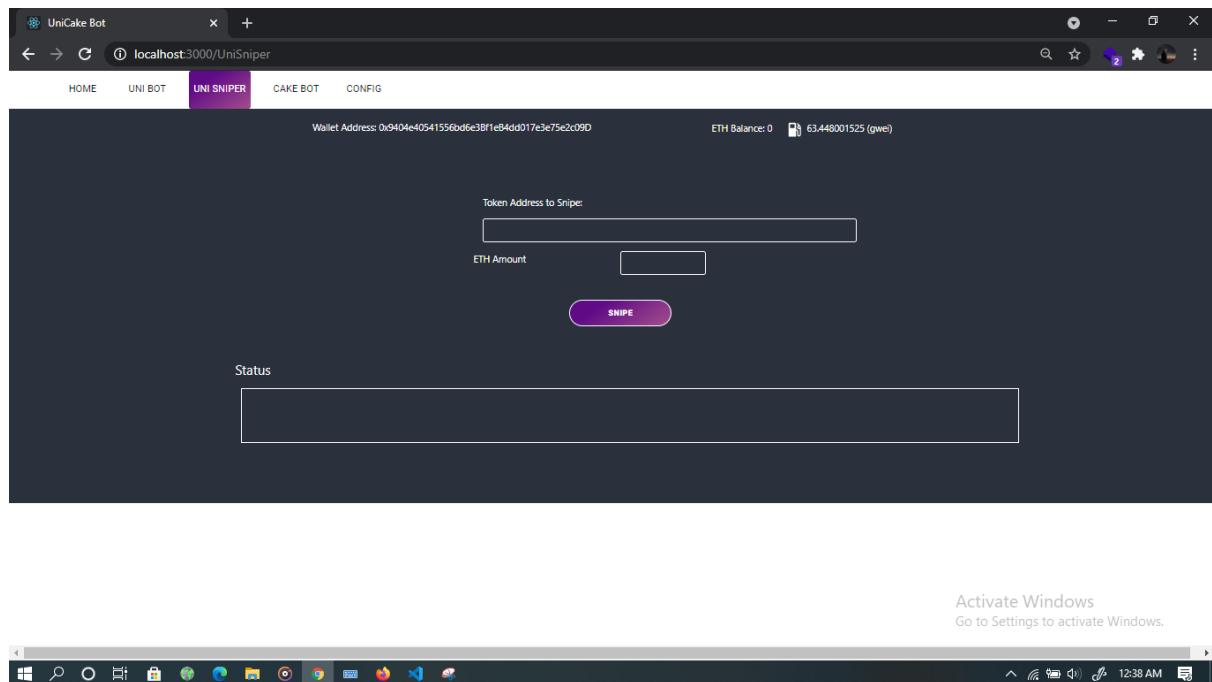 UniCake Bot
localhost:3000/UniSniper
2
HOME UNI BOT UNI SNIPER CAKE BOT CONFIG
Wallet Address: 0x9404e40541556bd6e3Bf1eB4dd017e3e75e2c09D ETH Balance: 0 63.448001525 (gwei)
Token Address to Snipe:
ETH Amount
SNIPE
Status
Activate Windows
Go to Settings to activate Windows.
12:38 AM